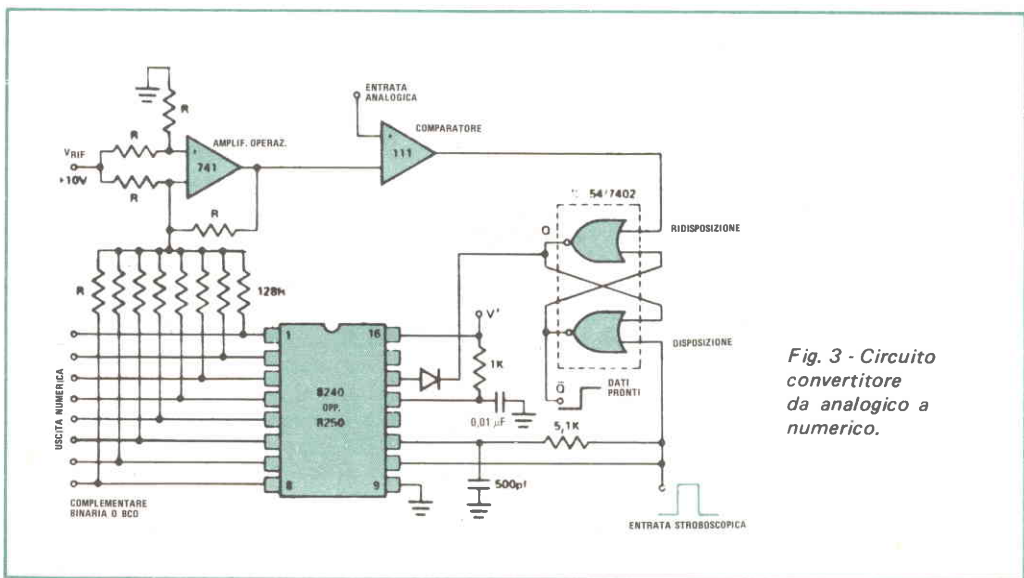 ENTRATA
ANALOGICA
R
COMPARATORE
R
AMPLIF. OPERAZ.
VRIF
+10V
741
111
R
54/7402
R
Q
RIDISPOSIZIONE
R
128R
V'
1
16
DISPOSIZIONE
1K
Q̄
DATI
PRONTI
8240
OPP.
8250
0,01 µF
5,1K
USCITA NUMERICA
8
9
500pf
COMPLEMENTARE
BINARIA O BCD
ENTRATA STROBOSCOPICA
Fig. 3 - Circuito
convertitore
da analogico a
numerico.